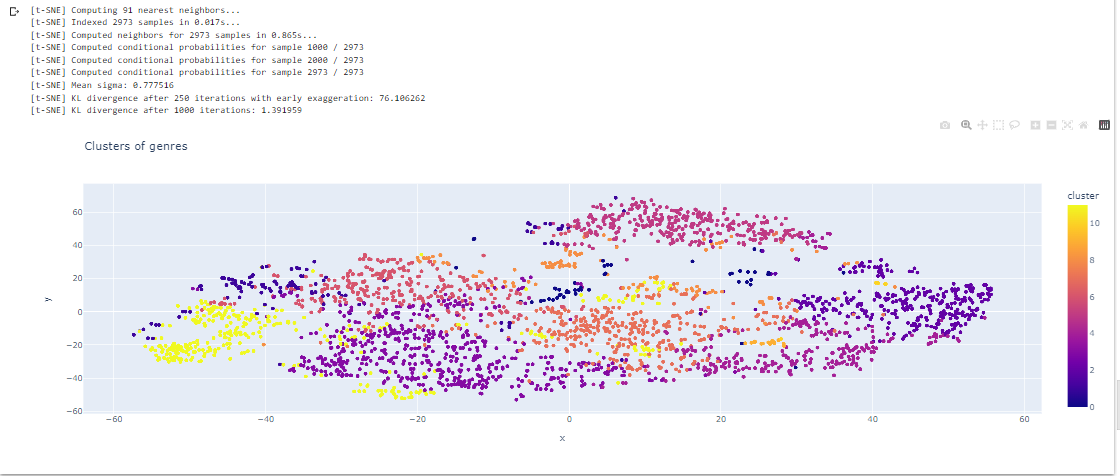 [t-SNE] Computing 91 nearest neighbors...
[t-SNE] Indexed 2973 samples in 0.017s...
[t-SNE] Computed neighbors for 2973 samples in 0.865s...
[t-SNE] Computed conditional probabilities for sample 1000 / 2973
[t-SNE] Computed conditional probabilities for sample 2000 / 2973
[t-SNE] Computed conditional probabilities for sample 2973 / 2973
[t-SNE] Mean sigma: 0.777516
[t-SNE] KL divergence after 250 iterations with early exaggeration: 76.106262
[t-SNE] KL divergence after 1000 iterations: 1.391959
Clusters of genres
cluster
10
8
6
4
2
0
60
40
20
0
−20
−40
−60
y
−60 −40 −20 0 20 40 60
x